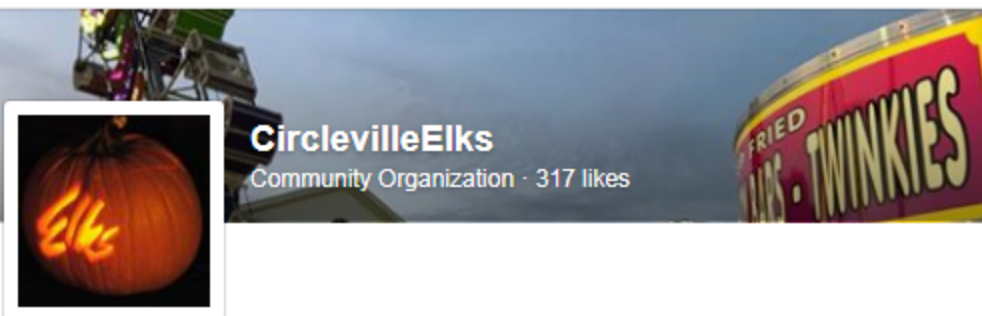 CirclevilleElks
Community Organization · 317 likes
Elks
FRIED
TWINKIES